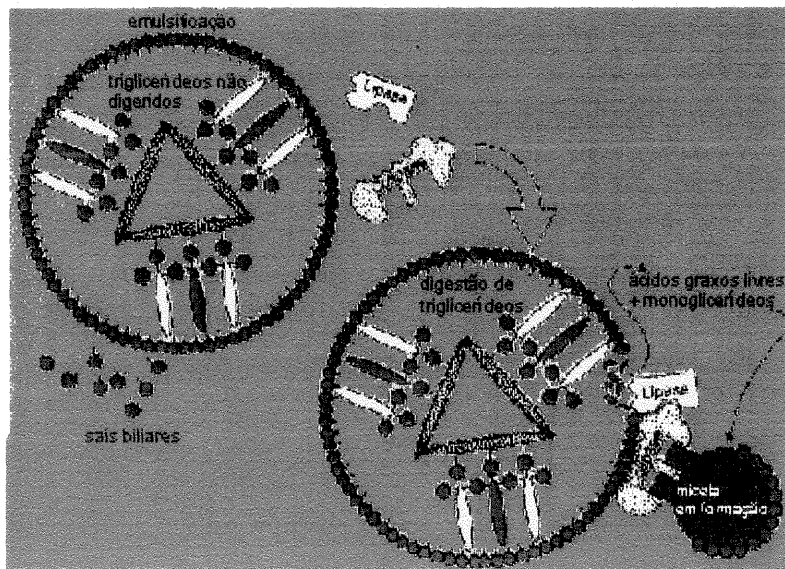 emulsificação
triglicerídeos não
digeridos
Lipase
digestão de
triglicerídeos
ácidos graxos livres
+monoglicerídeos
Lipase
sais biliares
micela
em formação